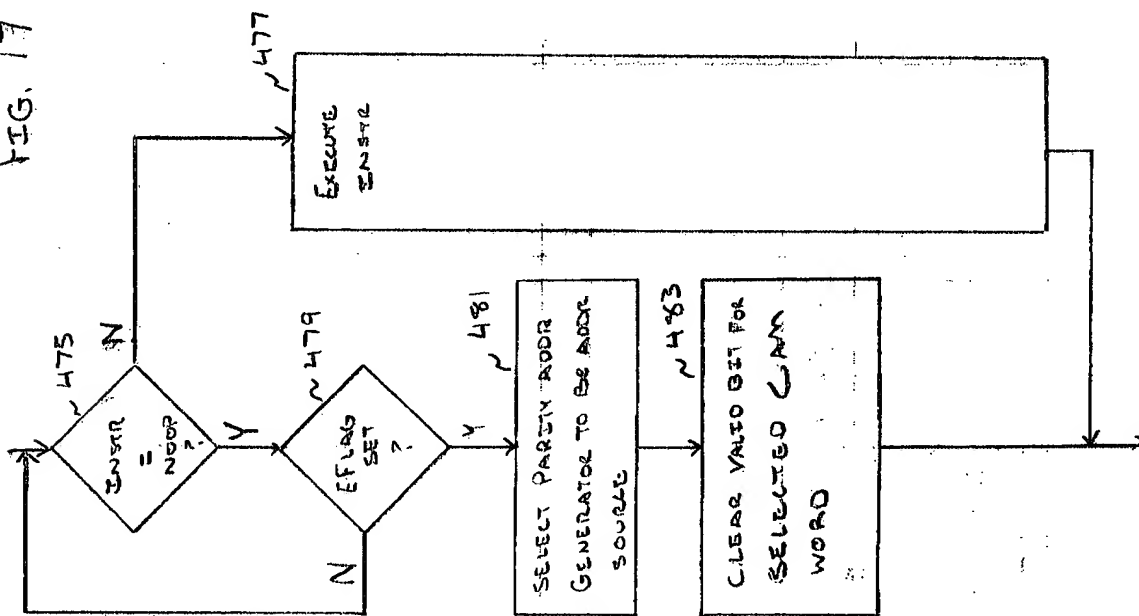 FIG. 17
~475
INSTR
=
NOOP
?
N
Y
~477
EXECUTE
INSTR
~479
EFLAG
SET
?
N
Y
~481
SELECT PARITY ADDR
GENERATOR TO BE ADDR
SOURCE
~483
CLEAR VALID BIT FOR
SELECTED CAM
WORD